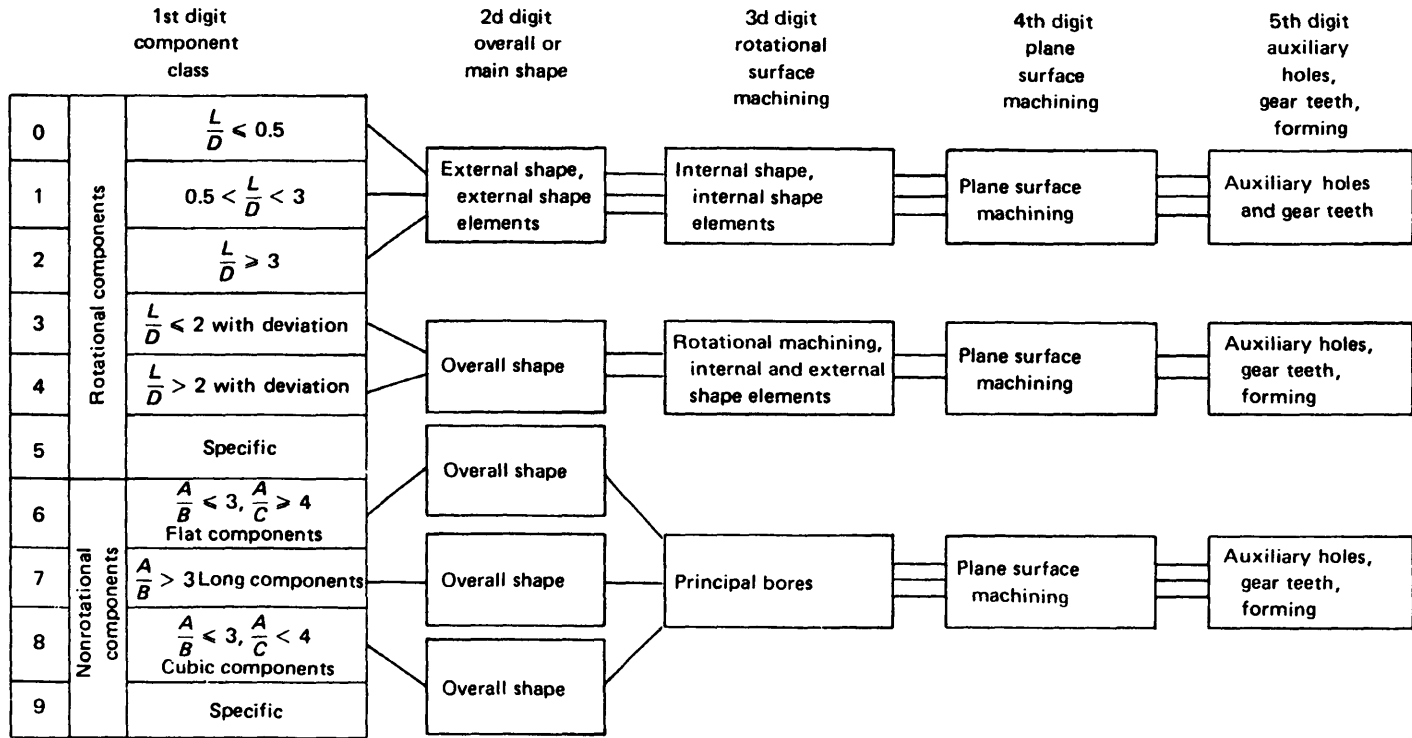 1st digit
component
class
2d digit
overall or
main shape
3d digit
rotational
surface
machining
4th digit
plane
surface
machining
5th digit
auxiliary
holes,
gear teeth,
forming
Rotational components
0
L/D ⩽ 0.5
1
0.5 < L/D < 3
2
L/D ⩾ 3
External shape,
external shape
elements
Internal shape,
internal shape
elements
Plane surface
machining
Auxiliary holes
and gear teeth
3
L/D ⩽ 2 with deviation
4
L/D > 2 with deviation
Overall shape
Rotational machining,
internal and external
shape elements
Plane surface
machining
Auxiliary holes,
gear teeth,
forming
5
Specific
Nonrotational
components
6
A/B ⩽ 3, A/C ⩾ 4
Flat components
Overall shape
7
A/B > 3 Long components
Overall shape
8
A/B ⩽ 3, A/C < 4
Cubic components
Overall shape
9
Specific
Principal bores
Plane surface
machining
Auxiliary holes,
gear teeth,
forming